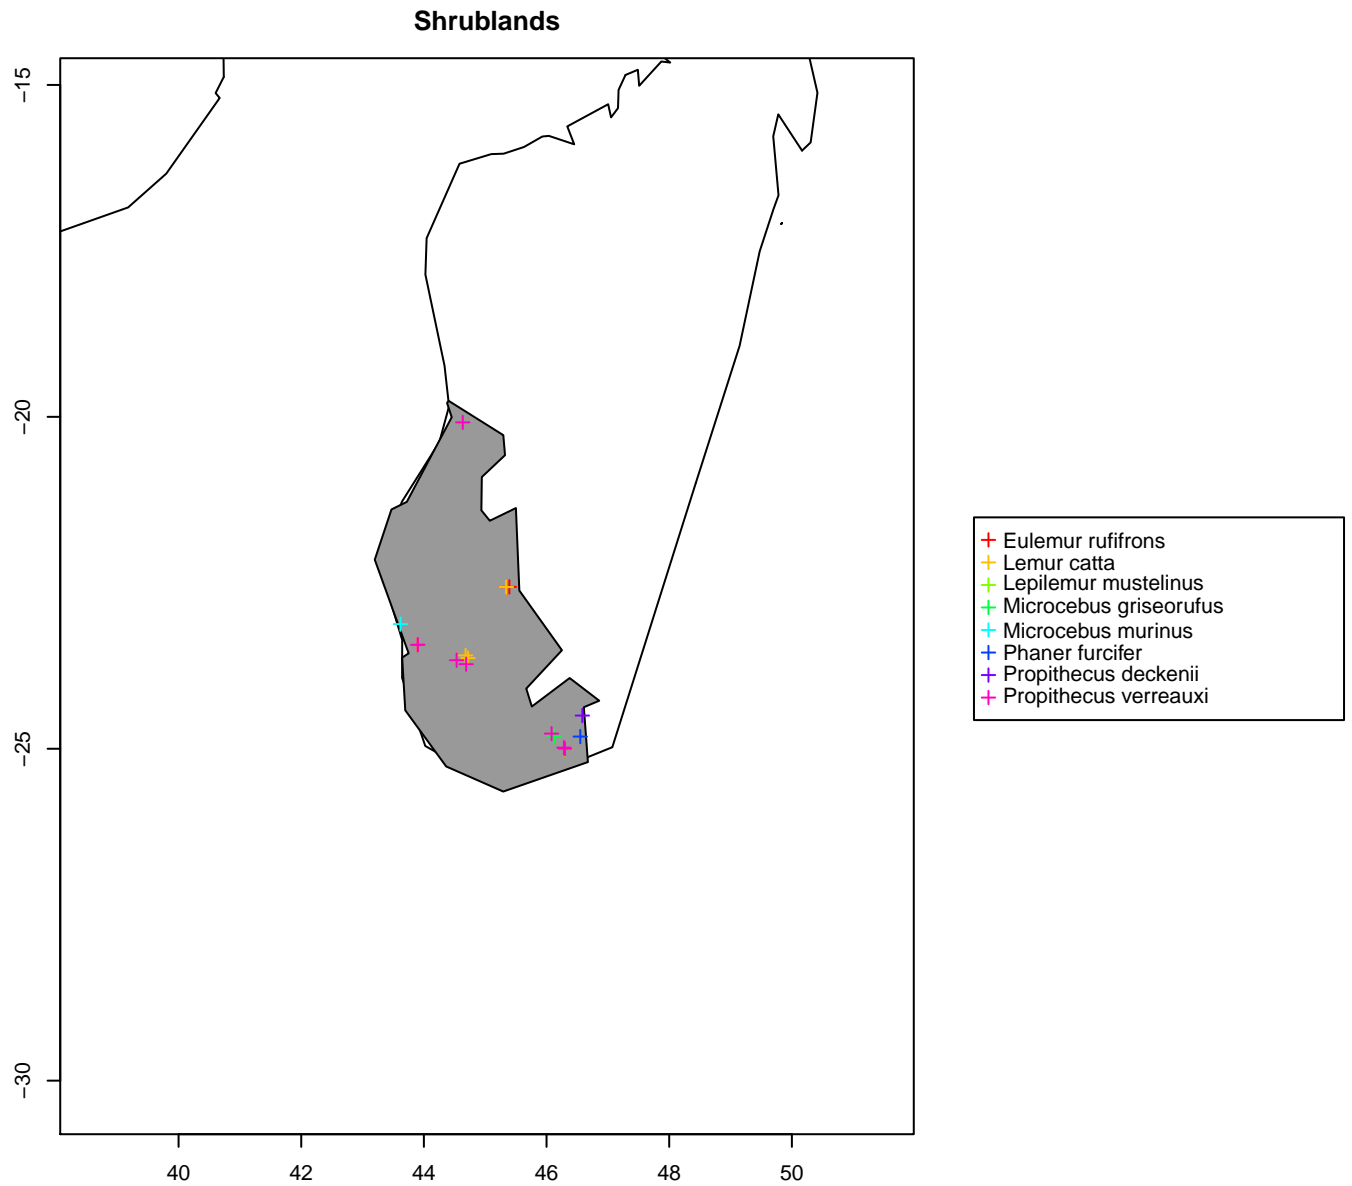 Shrublands
−15
−20
−25
−30
40
42
44
46
48
50
Eulemur rufifrons
Lemur catta
Lepilemur mustelinus
Microcebus griseorufus
Microcebus murinus
Phaner furcifer
Propithecus deckenii
Propithecus verreauxi